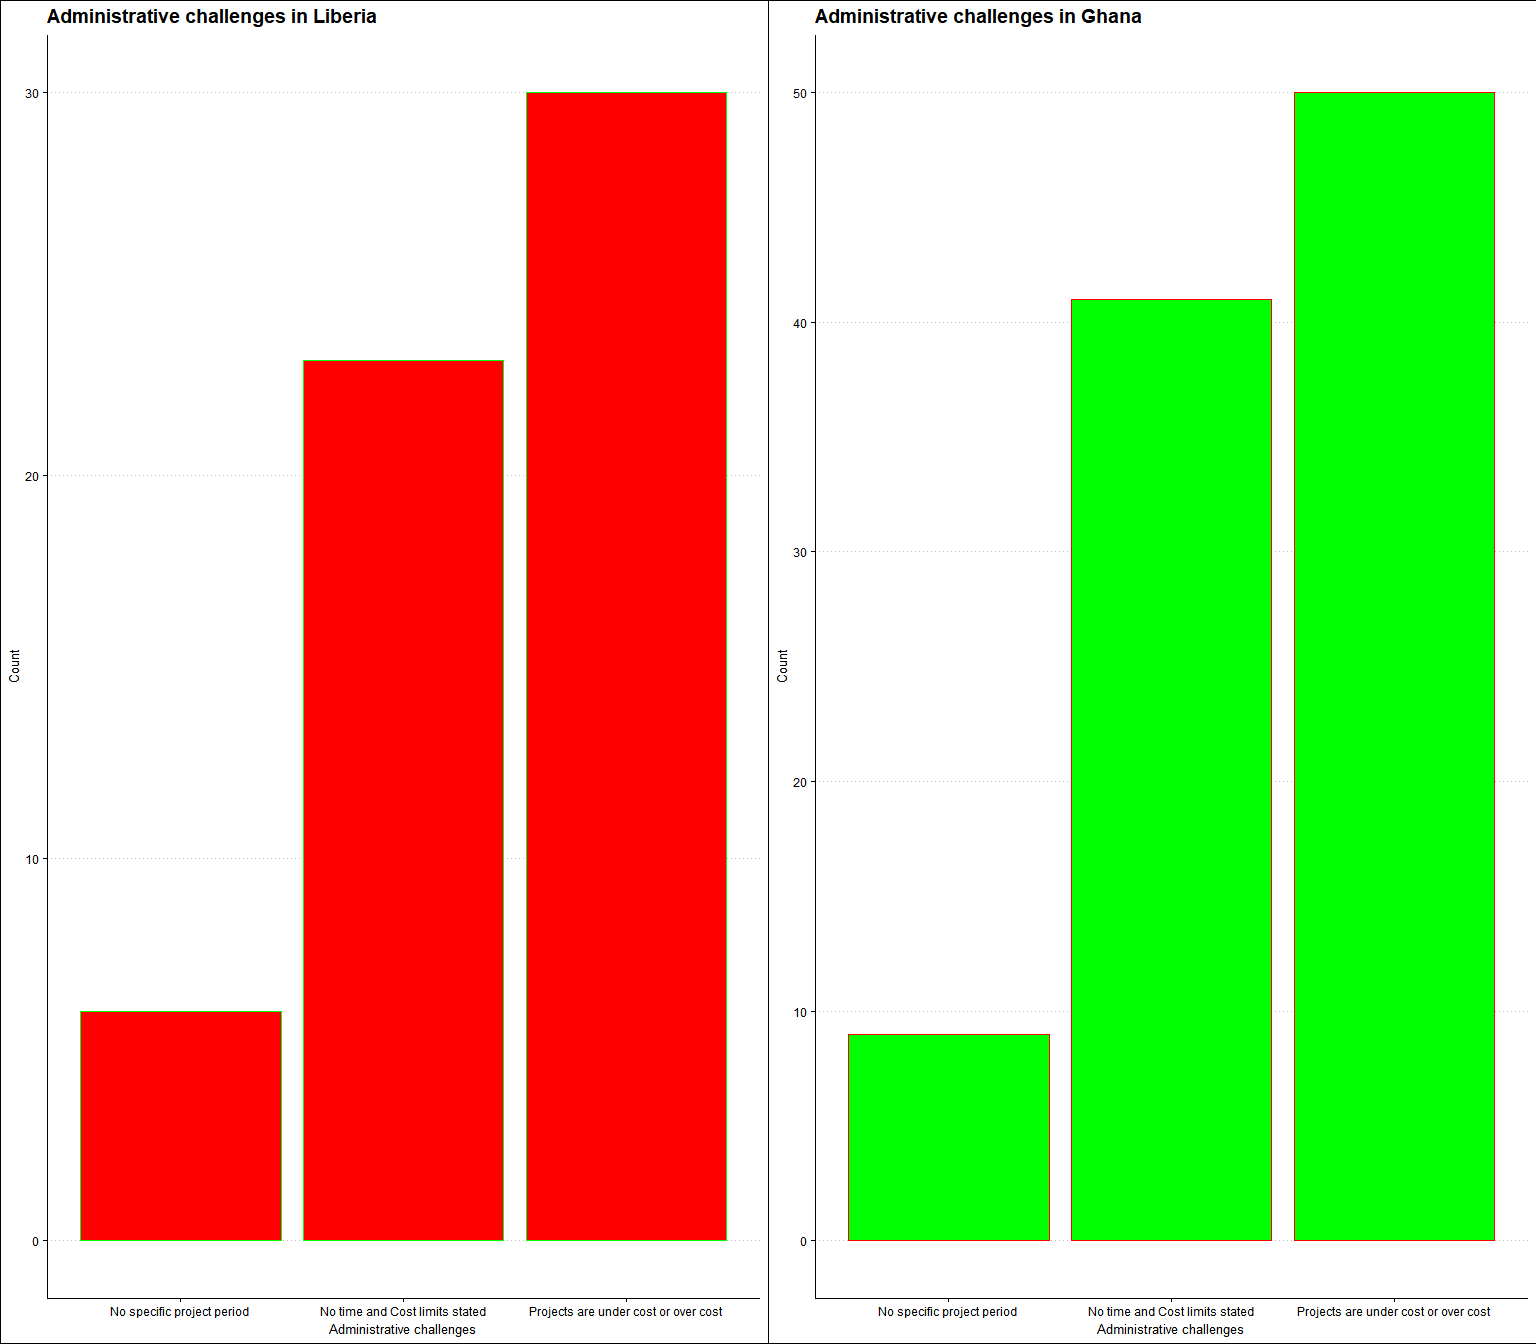 Administrative challenges in Liberia
30
20
10
0
Count
No specific project period
No time and Cost limits stated
Projects are under cost or over cost
Administrative challenges
Administrative challenges in Ghana
50
40
30
20
10
0
Count
No specific project period
No time and Cost limits stated
Projects are under cost or over cost
Administrative challenges